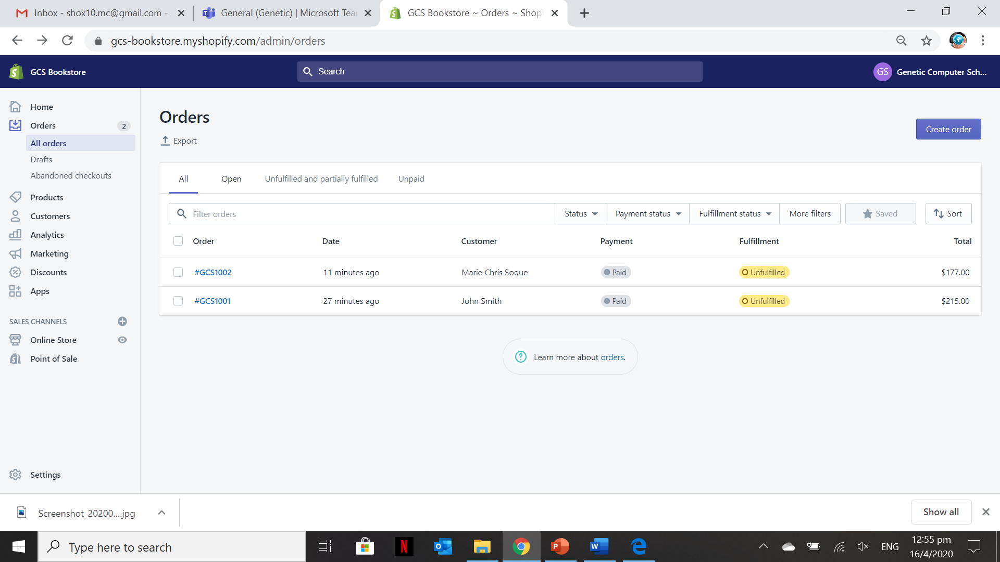 Inbox - shox10.mc@gmail.com -
General (Genetic) | Microsoft Tea
GCS Bookstore ~ Orders ~ Shopi
gcs-bookstore.myshopify.com/admin/orders
GCS Bookstore
Search
GS Genetic Computer Sch...
Home
Orders 2
All orders
Drafts
Abandoned checkouts
Products
Customers
Analytics
Marketing
Discounts
Apps
SALES CHANNELS
Online Store
Point of Sale
Settings
Orders
Export
Create order
All Open Unfulfilled and partially fulfilled Unpaid
Filter orders Status Payment status Fulfillment status More filters Saved Sort
Order Date Customer Payment Fulfillment Total
#GCS1002 11 minutes ago Marie Chris Soque Paid Unfulfilled $177.00
#GCS1001 27 minutes ago John Smith Paid Unfulfilled $215.00
Learn more about orders.
Screenshot_20200....jpg
Show all
Type here to search
ENG
12:55 pm
16/4/2020